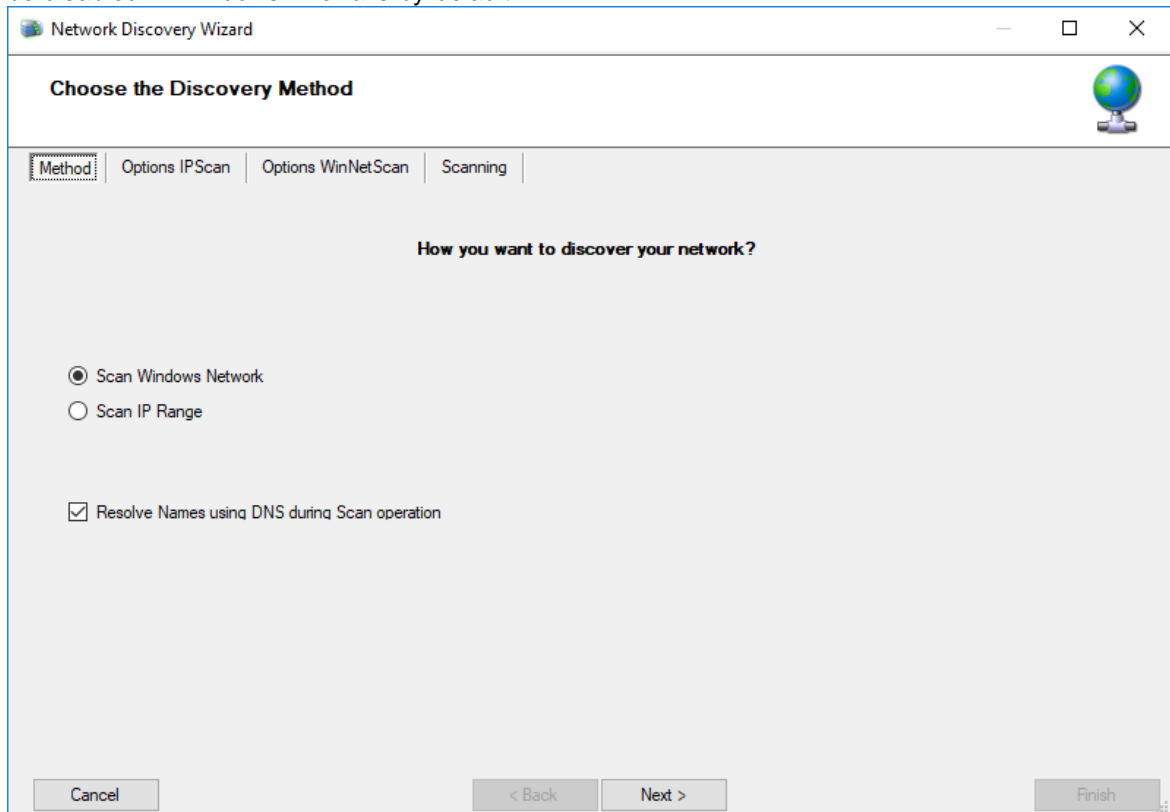 Network Discovery Wizard
Choose the Discovery Method
Method Options IPScan Options WinNetScan Scanning
How you want to discover your network?
Scan Windows Network
Scan IP Range
Resolve Names using DNS during Scan operation
Cancel < Back Next > Finish